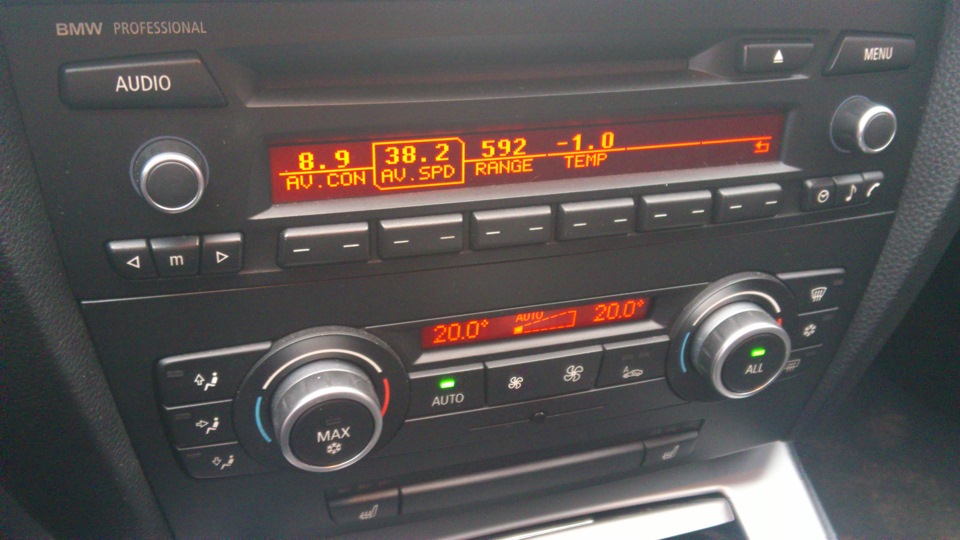 BMW PROFESSIONAL
AUDIO
MENU
8.9 38.2 592 -1.0
AV.CON AV.SPD RANGE TEMP
m
20.0° AUTO 20.0°
AUTO
A
ALL
MAX